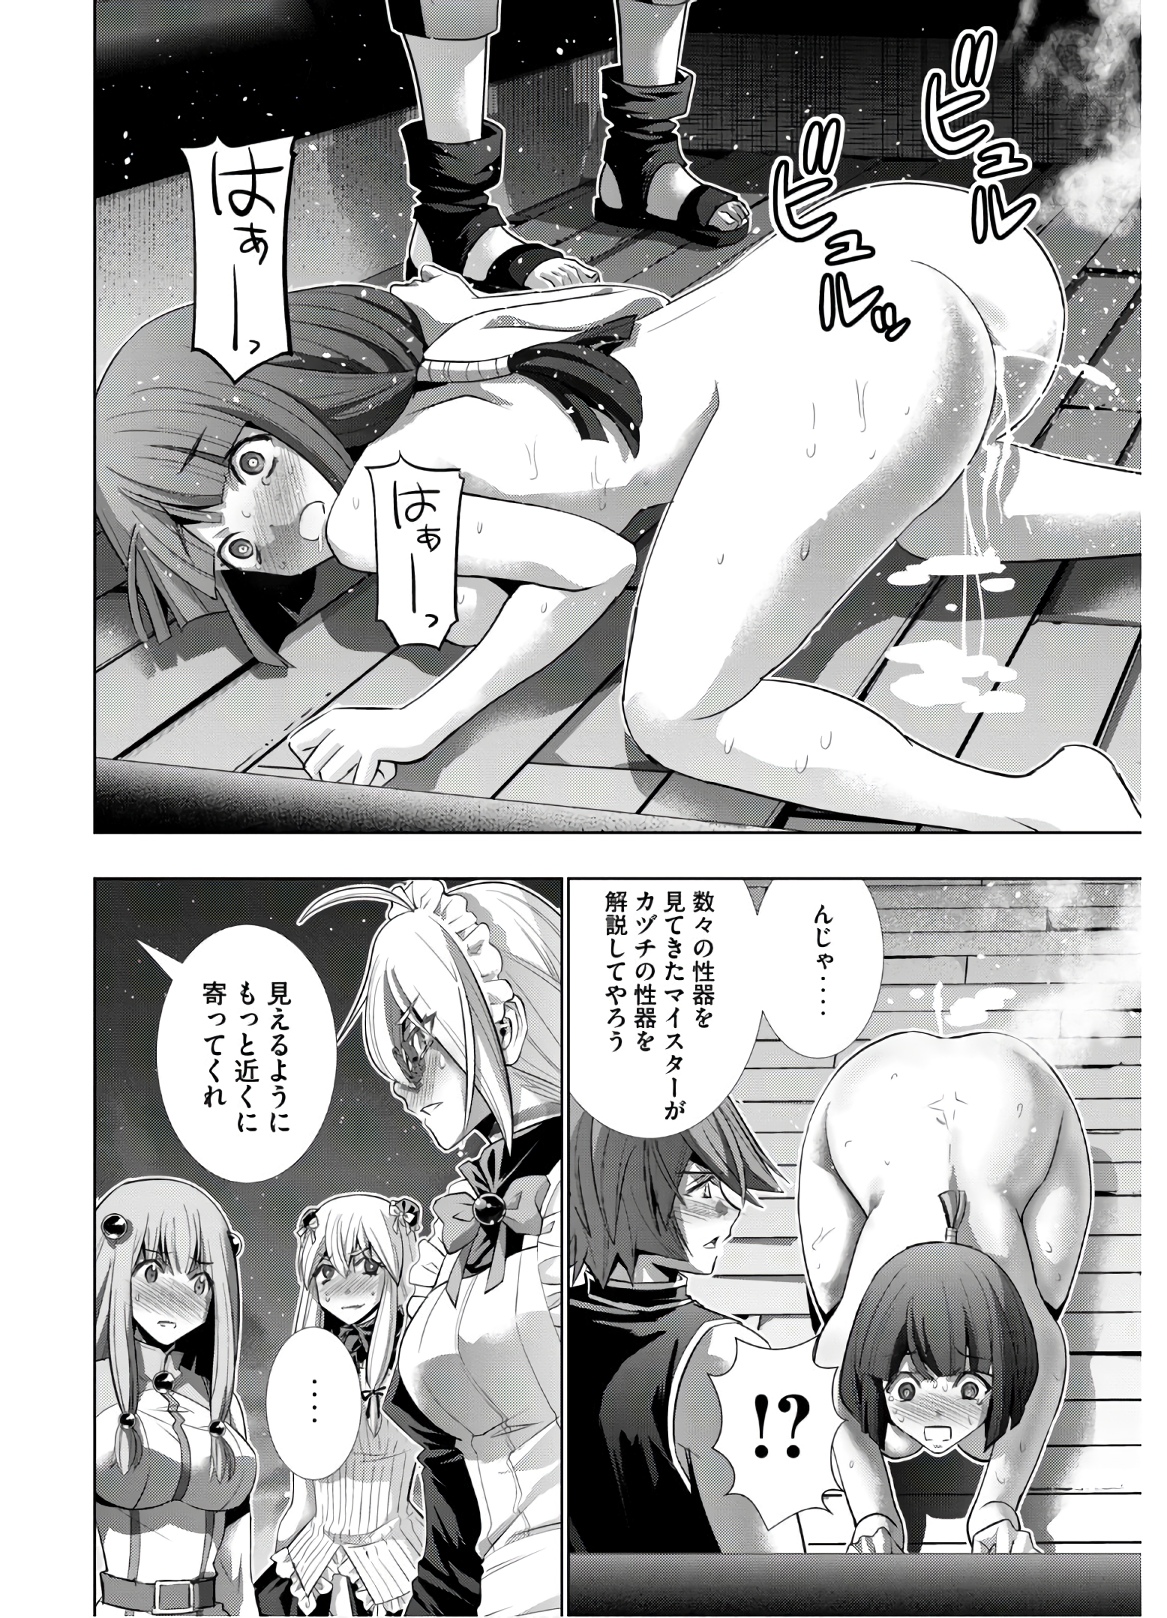 ビュル
ビュルッ
はぁーっ
はぁーっ
んじゃ‥‥
数々の性器を
見てきたマイスターが
カヅチの性器を
解説してやろう
!?
見えるように
もっと近くに
寄ってくれ
‥‥